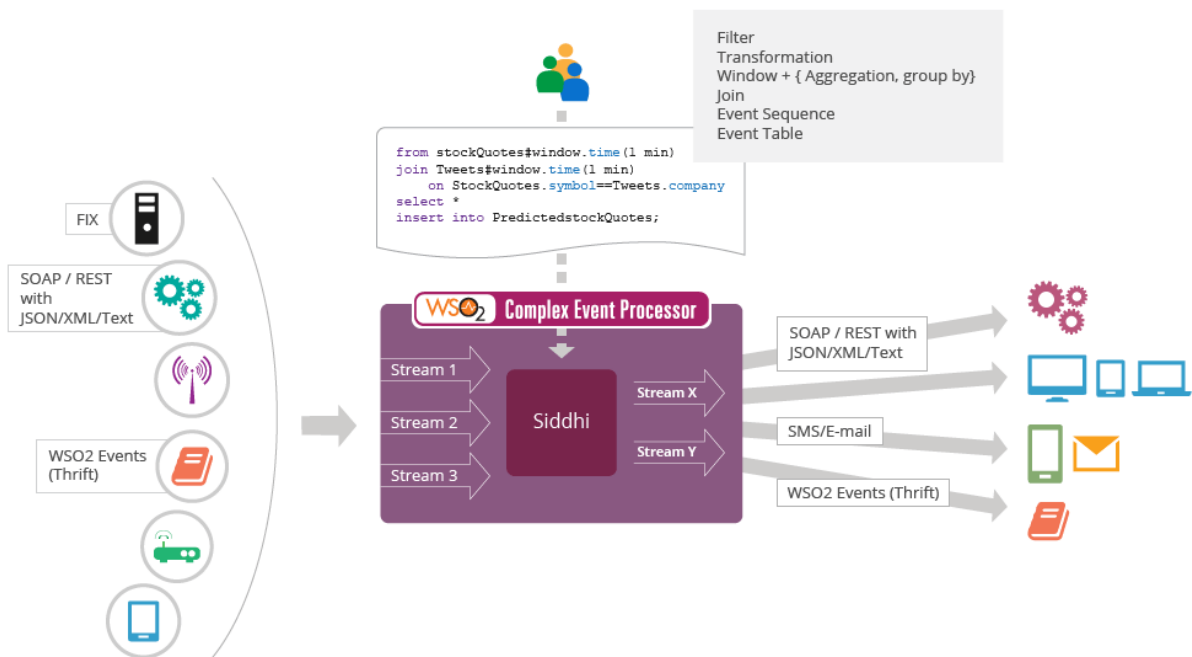 Filter
Transformation
Window + { Aggregation, group by}
Join
Event Sequence
Event Table
from stockQuotes#window.time(1 min)
join Tweets#window.time(1 min)
on StockQuotes.symbol==Tweets.company
select *
insert into PredictedstockQuotes;
FIX
SOAP / REST
with
JSON/XML/Text
WSO2 Events
(Thrift)
WSO2 Complex Event Processor
Stream 1
Stream 2
Stream 3
Siddhi
Stream X
Stream Y
SOAP / REST with
JSON/XML/Text
SMS/E-mail
WSO2 Events (Thrift)